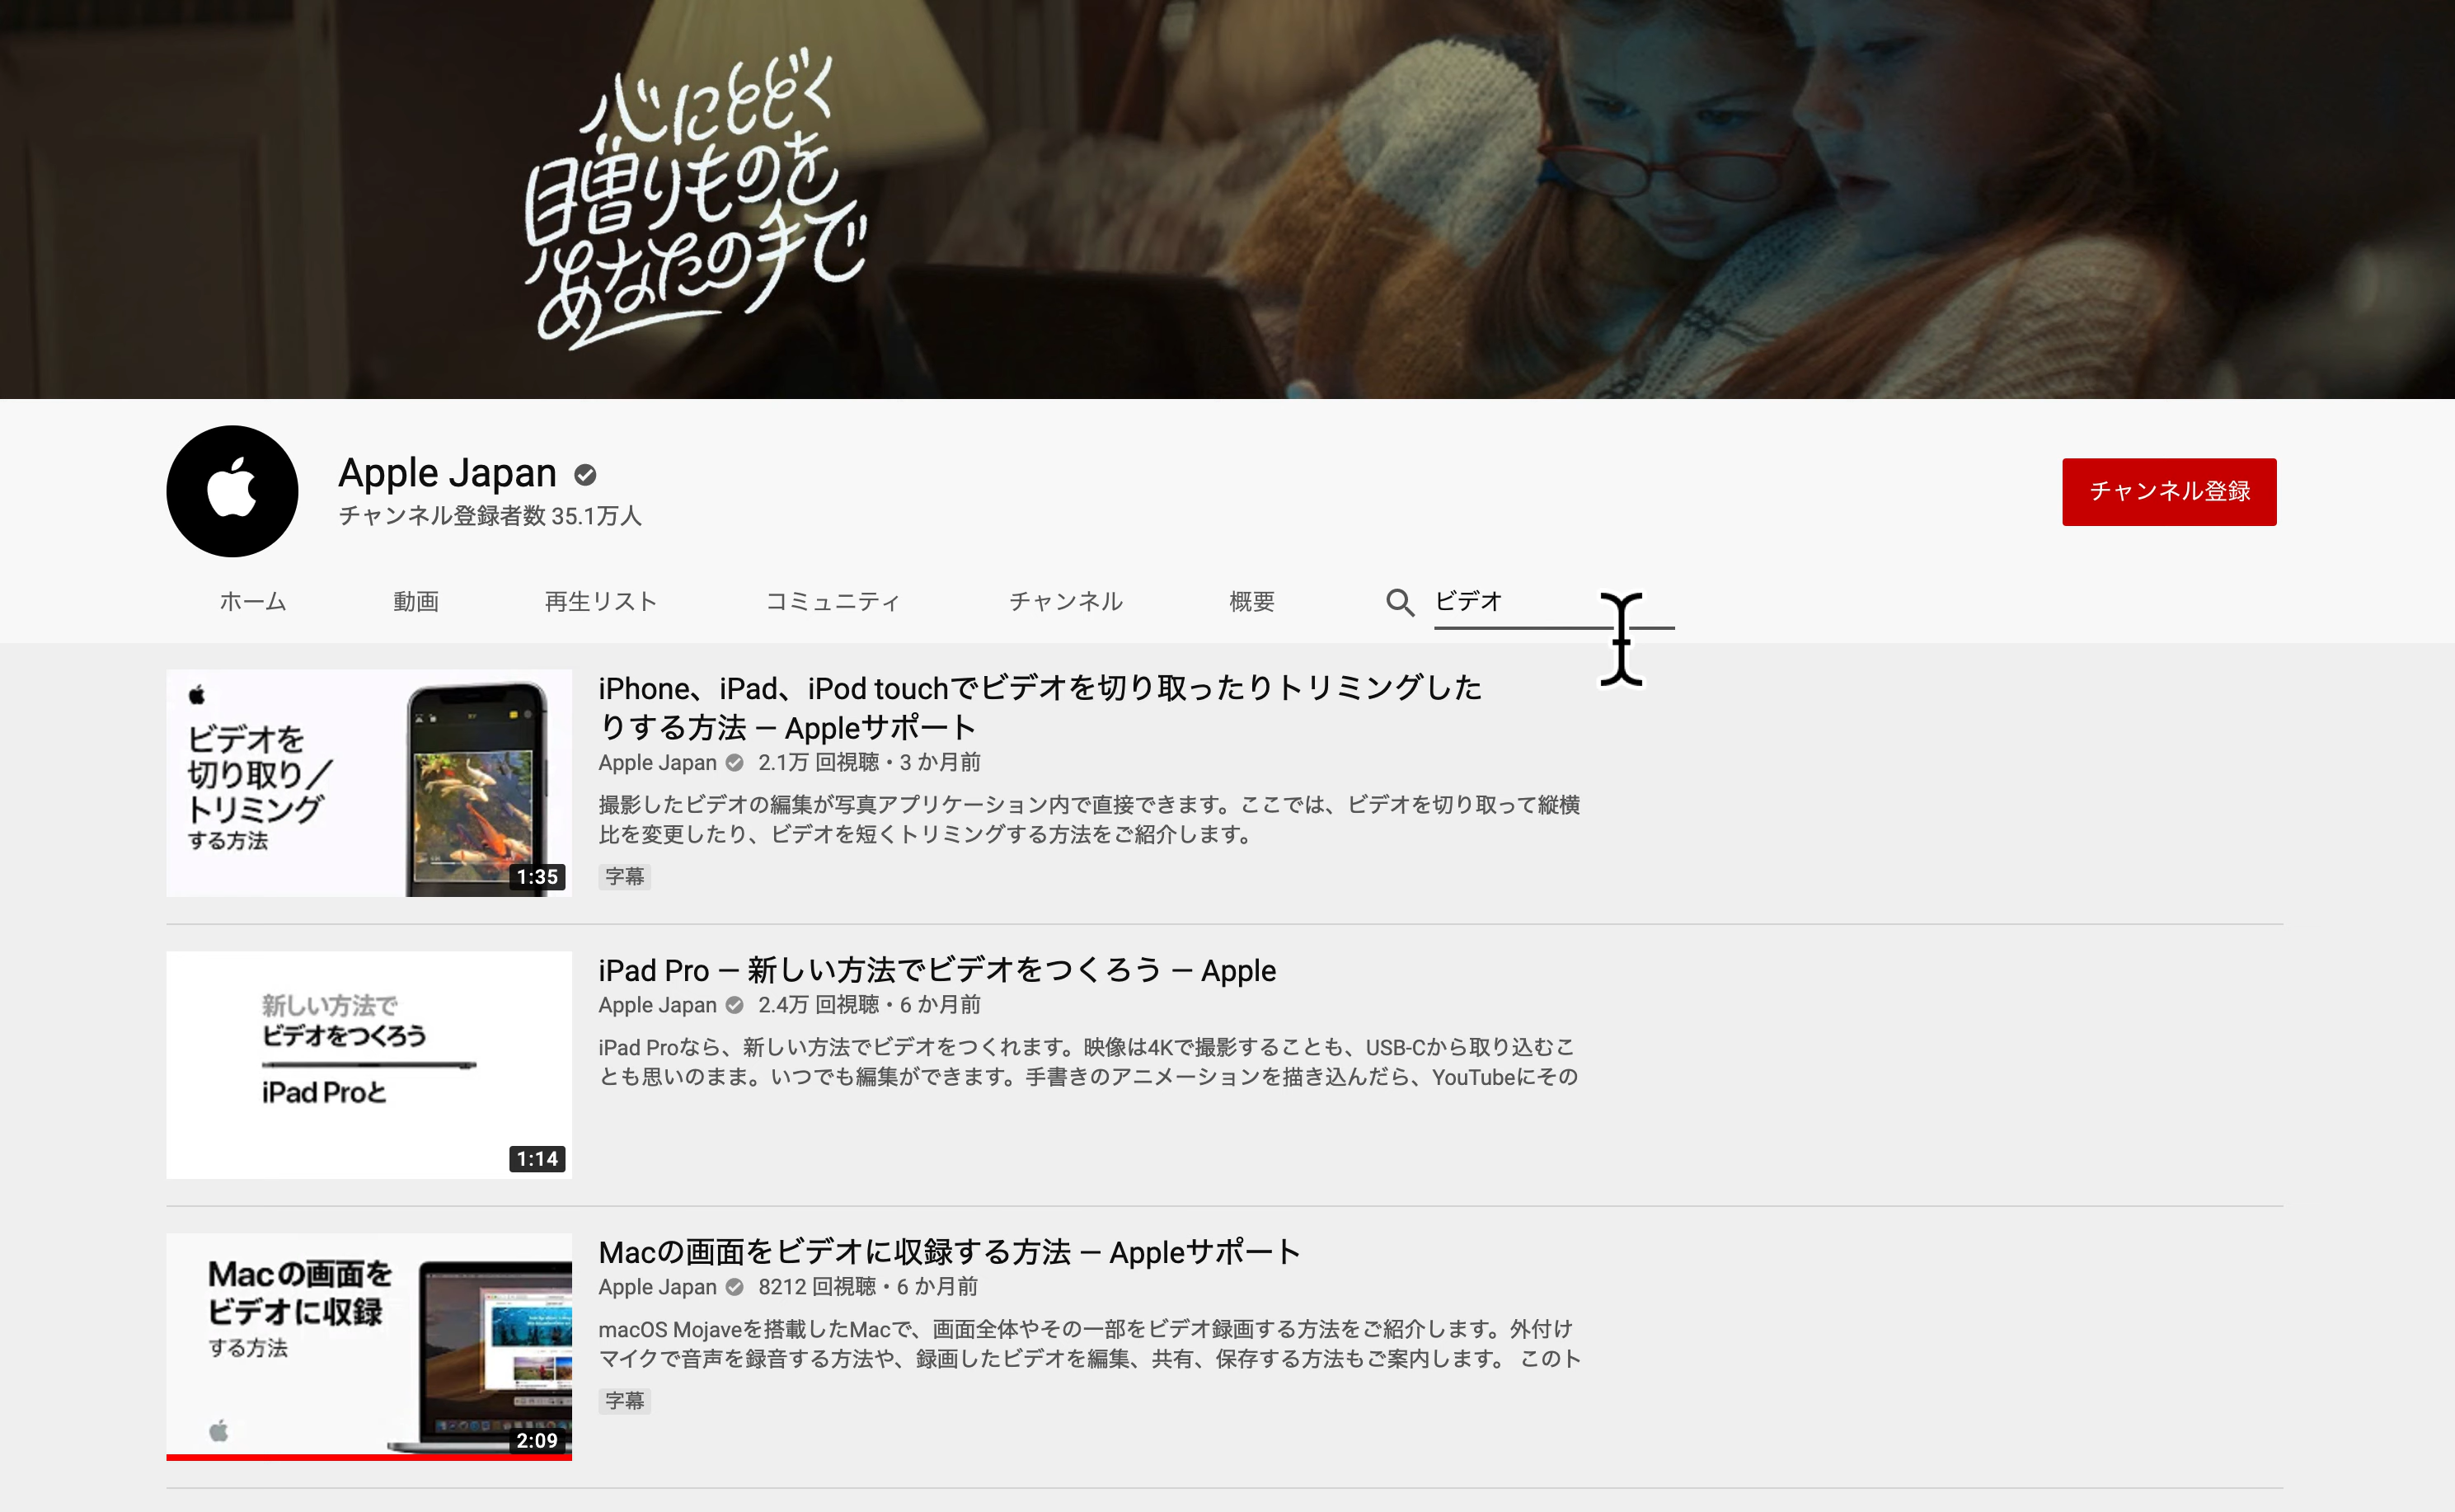 心にとどく
贈りものを
あなたの手で
Apple Japan
チャンネル登録者数 35.1万人
チャンネル登録
ホーム 動画 再生リスト コミュニティ チャンネル 概要 ビデオ
ビデオを
切り取り／
トリミング
する方法
1:35
iPhone、iPad、iPod touchでビデオを切り取ったりトリミングした
りする方法 — Appleサポート
Apple Japan 2.1万 回視聴・3 か月前
撮影したビデオの編集が写真アプリケーション内で直接できます。ここでは、ビデオを切り取って縦横
比を変更したり、ビデオを短くトリミングする方法をご紹介します。
字幕
新しい方法で
ビデオをつくろう
iPad Proと
1:14
iPad Pro — 新しい方法でビデオをつくろう — Apple
Apple Japan 2.4万 回視聴・6 か月前
iPad Proなら、新しい方法でビデオをつくれます。映像は4Kで撮影することも、USB-Cから取り込むこ
とも思いのまま。いつでも編集ができます。手書きのアニメーションを描き込んだら、YouTubeにその
Macの画面を
ビデオに収録
する方法
2:09
Macの画面をビデオに収録する方法 — Appleサポート
Apple Japan 8212 回視聴・6 か月前
macOS Mojaveを搭載したMacで、画面全体やその一部をビデオ録画する方法をご紹介します。外付け
マイクで音声を録音する方法や、録画したビデオを編集、共有、保存する方法もご案内します。 このト
字幕